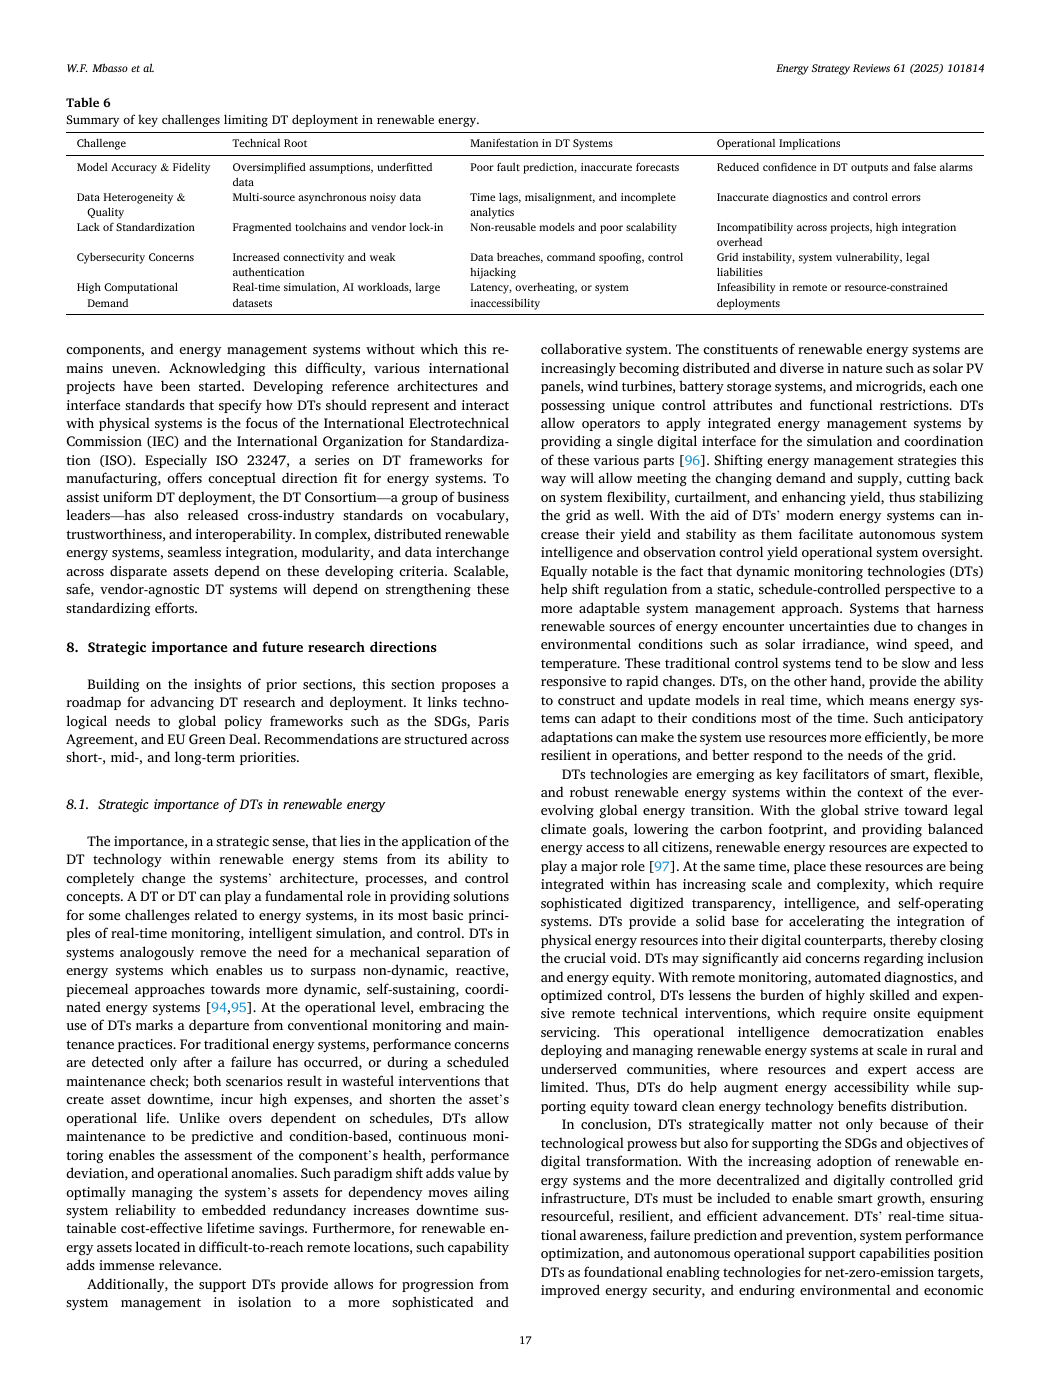 W.F. Mbasso et al.
Energy Strategy Reviews 61 (2025) 101814
Table 6
Summary of key challenges limiting DT deployment in renewable energy.
Challenge
Technical Root
Manifestation in DT Systems
Operational Implications
Model Accuracy & Fidelity
Oversimplified assumptions, underfitted
data
Poor fault prediction, inaccurate forecasts
Reduced confidence in DT outputs and false alarms
Data Heterogeneity &
Quality
Multi-source asynchronous noisy data
Time lags, misalignment, and incomplete
analytics
Inaccurate diagnostics and control errors
Lack of Standardization
Fragmented toolchains and vendor lock-in
Non-reusable models and poor scalability
Incompatibility across projects, high integration
overhead
Cybersecurity Concerns
Increased connectivity and weak
authentication
Data breaches, command spoofing, control
hijacking
Grid instability, system vulnerability, legal
liabilities
High Computational
Demand
Real-time simulation, AI workloads, large
datasets
Latency, overheating, or system
inaccessibility
Infeasibility in remote or resource-constrained
deployments
components, and energy management systems without which this re-
mains uneven. Acknowledging this difficulty, various international
projects have been started. Developing reference architectures and
interface standards that specify how DTs should represent and interact
with physical systems is the focus of the International Electrotechnical
Commission (IEC) and the International Organization for Standardiza-
tion (ISO). Especially ISO 23247, a series on DT frameworks for
manufacturing, offers conceptual direction fit for energy systems. To
assist uniform DT deployment, the DT Consortium—a group of business
leaders—has also released cross-industry standards on vocabulary,
trustworthiness, and interoperability. In complex, distributed renewable
energy systems, seamless integration, modularity, and data interchange
across disparate assets depend on these developing criteria. Scalable,
safe, vendor-agnostic DT systems will depend on strengthening these
standardizing efforts.
8. Strategic importance and future research directions
Building on the insights of prior sections, this section proposes a
roadmap for advancing DT research and deployment. It links techno-
logical needs to global policy frameworks such as the SDGs, Paris
Agreement, and EU Green Deal. Recommendations are structured across
short-, mid-, and long-term priorities.
8.1. Strategic importance of DTs in renewable energy
The importance, in a strategic sense, that lies in the application of the
DT technology within renewable energy stems from its ability to
completely change the systems' architecture, processes, and control
concepts. A DT or DT can play a fundamental role in providing solutions
for some challenges related to energy systems, in its most basic princi-
ples of real-time monitoring, intelligent simulation, and control. DTs in
systems analogously remove the need for a mechanical separation of
energy systems which enables us to surpass non-dynamic, reactive,
piecemeal approaches towards more dynamic, self-sustaining, coordi-
nated energy systems [94,95]. At the operational level, embracing the
use of DTs marks a departure from conventional monitoring and main-
tenance practices. For traditional energy systems, performance concerns
are detected only after a failure has occurred, or during a scheduled
maintenance check; both scenarios result in wasteful interventions that
create asset downtime, incur high expenses, and shorten the asset's
operational life. Unlike overs dependent on schedules, DTs allow
maintenance to be predictive and condition-based, continuous moni-
toring enables the assessment of the component's health, performance
deviation, and operational anomalies. Such paradigm shift adds value by
optimally managing the system's assets for dependency moves ailing
system reliability to embedded redundancy increases downtime sus-
tainable cost-effective lifetime savings. Furthermore, for renewable en-
ergy assets located in difficult-to-reach remote locations, such capability
adds immense relevance.
Additionally, the support DTs provide allows for progression from
system management in isolation to a more sophisticated and
collaborative system. The constituents of renewable energy systems are
increasingly becoming distributed and diverse in nature such as solar PV
panels, wind turbines, battery storage systems, and microgrids, each one
possessing unique control attributes and functional restrictions. DTs
allow operators to apply integrated energy management systems by
providing a single digital interface for the simulation and coordination
of these various parts [96]. Shifting energy management strategies this
way will allow meeting the changing demand and supply, cutting back
on system flexibility, curtailment, and enhancing yield, thus stabilizing
the grid as well. With the aid of DTs' modern energy systems can in-
crease their yield and stability as them facilitate autonomous system
intelligence and observation control yield operational system oversight.
Equally notable is the fact that dynamic monitoring technologies (DTs)
help shift regulation from a static, schedule-controlled perspective to a
more adaptable system management approach. Systems that harness
renewable sources of energy encounter uncertainties due to changes in
environmental conditions such as solar irradiance, wind speed, and
temperature. These traditional control systems tend to be slow and less
responsive to rapid changes. DTs, on the other hand, provide the ability
to construct and update models in real time, which means energy sys-
tems can adapt to their conditions most of the time. Such anticipatory
adaptations can make the system use resources more efficiently, be more
resilient in operations, and better respond to the needs of the grid.
DTs technologies are emerging as key facilitators of smart, flexible,
and robust renewable energy systems within the context of the ever-
evolving global energy transition. With the global strive toward legal
climate goals, lowering the carbon footprint, and providing balanced
energy access to all citizens, renewable energy resources are expected to
play a major role [97]. At the same time, place these resources are being
integrated within has increasing scale and complexity, which require
sophisticated digitized transparency, intelligence, and self-operating
systems. DTs provide a solid base for accelerating the integration of
physical energy resources into their digital counterparts, thereby closing
the crucial void. DTs may significantly aid concerns regarding inclusion
and energy equity. With remote monitoring, automated diagnostics, and
optimized control, DTs lessens the burden of highly skilled and expen-
sive remote technical interventions, which require onsite equipment
servicing. This operational intelligence democratization enables
deploying and managing renewable energy systems at scale in rural and
underserved communities, where resources and expert access are
limited. Thus, DTs do help augment energy accessibility while sup-
porting equity toward clean energy technology benefits distribution.
In conclusion, DTs strategically matter not only because of their
technological prowess but also for supporting the SDGs and objectives of
digital transformation. With the increasing adoption of renewable en-
ergy systems and the more decentralized and digitally controlled grid
infrastructure, DTs must be included to enable smart growth, ensuring
resourceful, resilient, and efficient advancement. DTs' real-time situa-
tional awareness, failure prediction and prevention, system performance
optimization, and autonomous operational support capabilities position
DTs as foundational enabling technologies for net-zero-emission targets,
improved energy security, and enduring environmental and economic
17